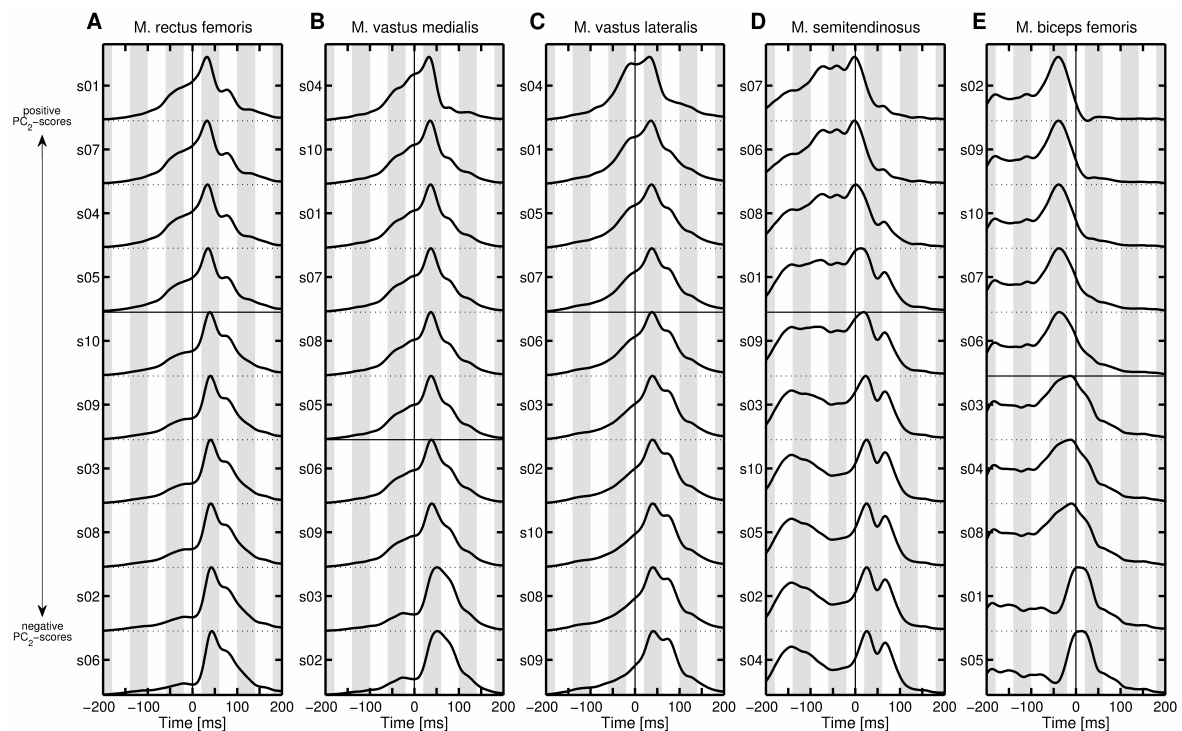 A M. rectus femoris
B M. vastus medialis
C M. vastus lateralis
D M. semitendinosus
E M. biceps femoris
positive
PC2−scores
negative
PC2−scores
s01
s07
s04
s05
s10
s09
s03
s08
s02
s06
−200 −100 0 100 200
Time [ms]
s04
s10
s01
s07
s08
s05
s06
s09
s03
s02
−200 −100 0 100 200
Time [ms]
s04
s01
s05
s07
s06
s03
s02
s10
s08
s09
−200 −100 0 100 200
Time [ms]
s07
s06
s08
s01
s09
s03
s10
s05
s02
s04
−200 −100 0 100 200
Time [ms]
s02
s09
s10
s07
s06
s03
s04
s08
s01
s05
−200 −100 0 100 200
Time [ms]